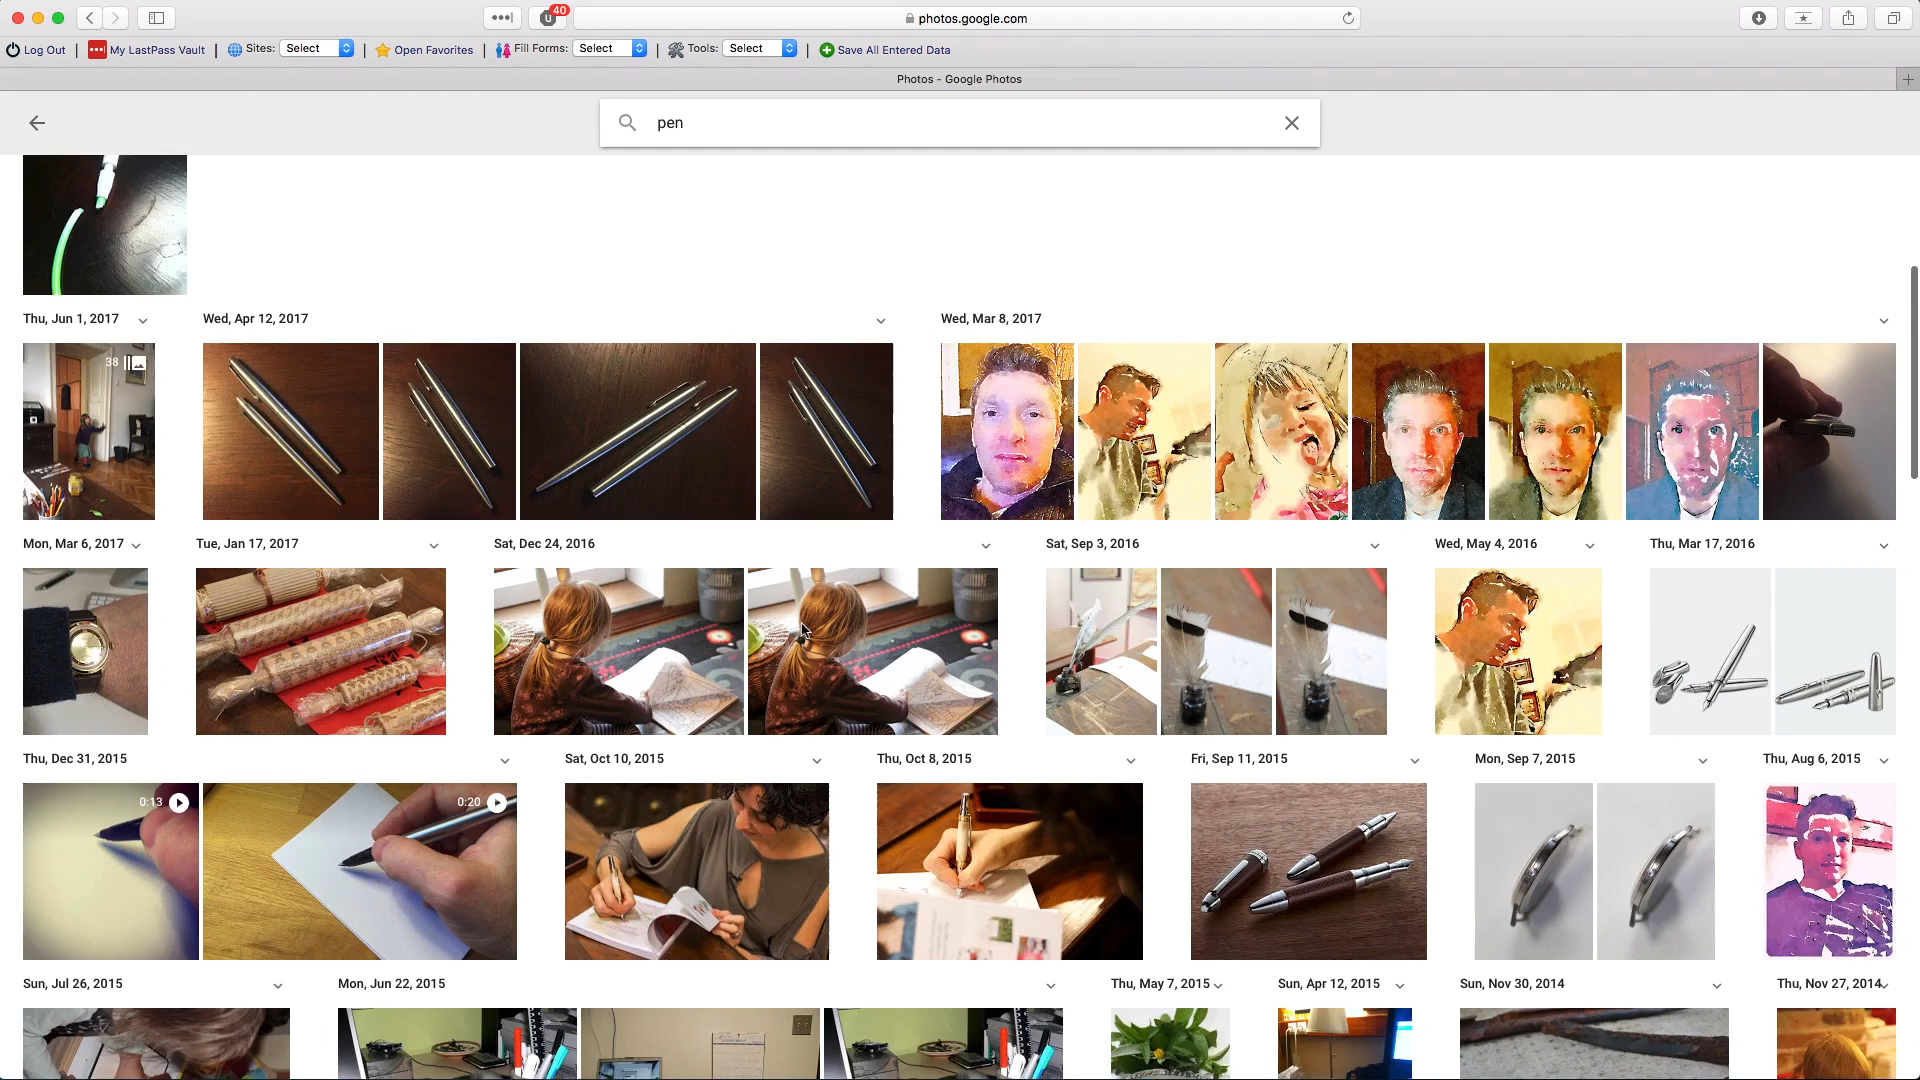 40
photos.google.com
Log Out | My LastPass Vault | Sites: Select | Open Favorites | Fill Forms: Select | Tools: Select | Save All Entered Data
Photos - Google Photos
pen
Thu, Jun 1, 2017
Wed, Apr 12, 2017
Wed, Mar 8, 2017
38
Mon, Mar 6, 2017
Tue, Jan 17, 2017
Sat, Dec 24, 2016
Sat, Sep 3, 2016
Wed, May 4, 2016
Thu, Mar 17, 2016
Thu, Dec 31, 2015
Sat, Oct 10, 2015
Thu, Oct 8, 2015
Fri, Sep 11, 2015
Mon, Sep 7, 2015
Thu, Aug 6, 2015
0:13
0:20
Sun, Jul 26, 2015
Mon, Jun 22, 2015
Thu, May 7, 2015
Sun, Apr 12, 2015
Sun, Nov 30, 2014
Thu, Nov 27, 2014